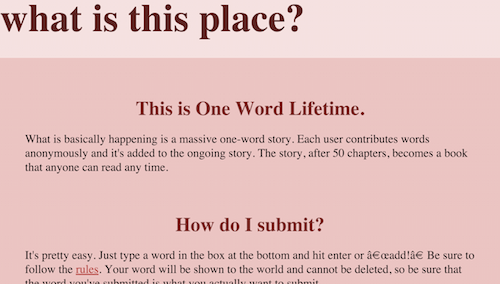 what is this place?
This is One Word Lifetime.
What is basically happening is a massive one-word story. Each user contributes words
anonymously and it's added to the ongoing story. The story, after 50 chapters, becomes a book
that anyone can read any time.
How do I submit?
It's pretty easy. Just type a word in the box at the bottom and hit enter or â€œadd!â€ Be sure to
follow the rules. Your word will be shown to the world and cannot be deleted, so be sure that
the word you've submitted is what you actually want to submit.